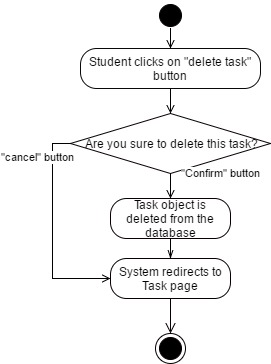 Student clicks on "delete task"
button
Are you sure to delete this task?
"cancel" button
"Confirm" button
Task object is
deleted from the
database
System redirects to
Task page